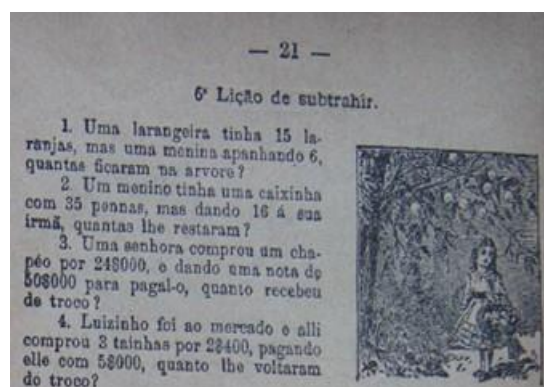 — 21 —
6ª Lição de subtrahir.
1. Uma larangeira tinha 15 la-
ranjas, mas uma menina apanhando 6,
quantas ficaram na arvore?
2. Um menino tinha uma caixinha
com 35 pennas, mas dando 16 á sua
irmã, quantas lhe restaram?
3. Uma senhora comprou um cha-
péo por 24$000, e dando uma nota de
50$000 para pagal-o, quanto recebeu
de troco?
4. Luizinho foi ao mercado e alli
comprou 3 tainhas por 2$400, pagando
elle com 5$000, quanto lhe voltaram
do troco?